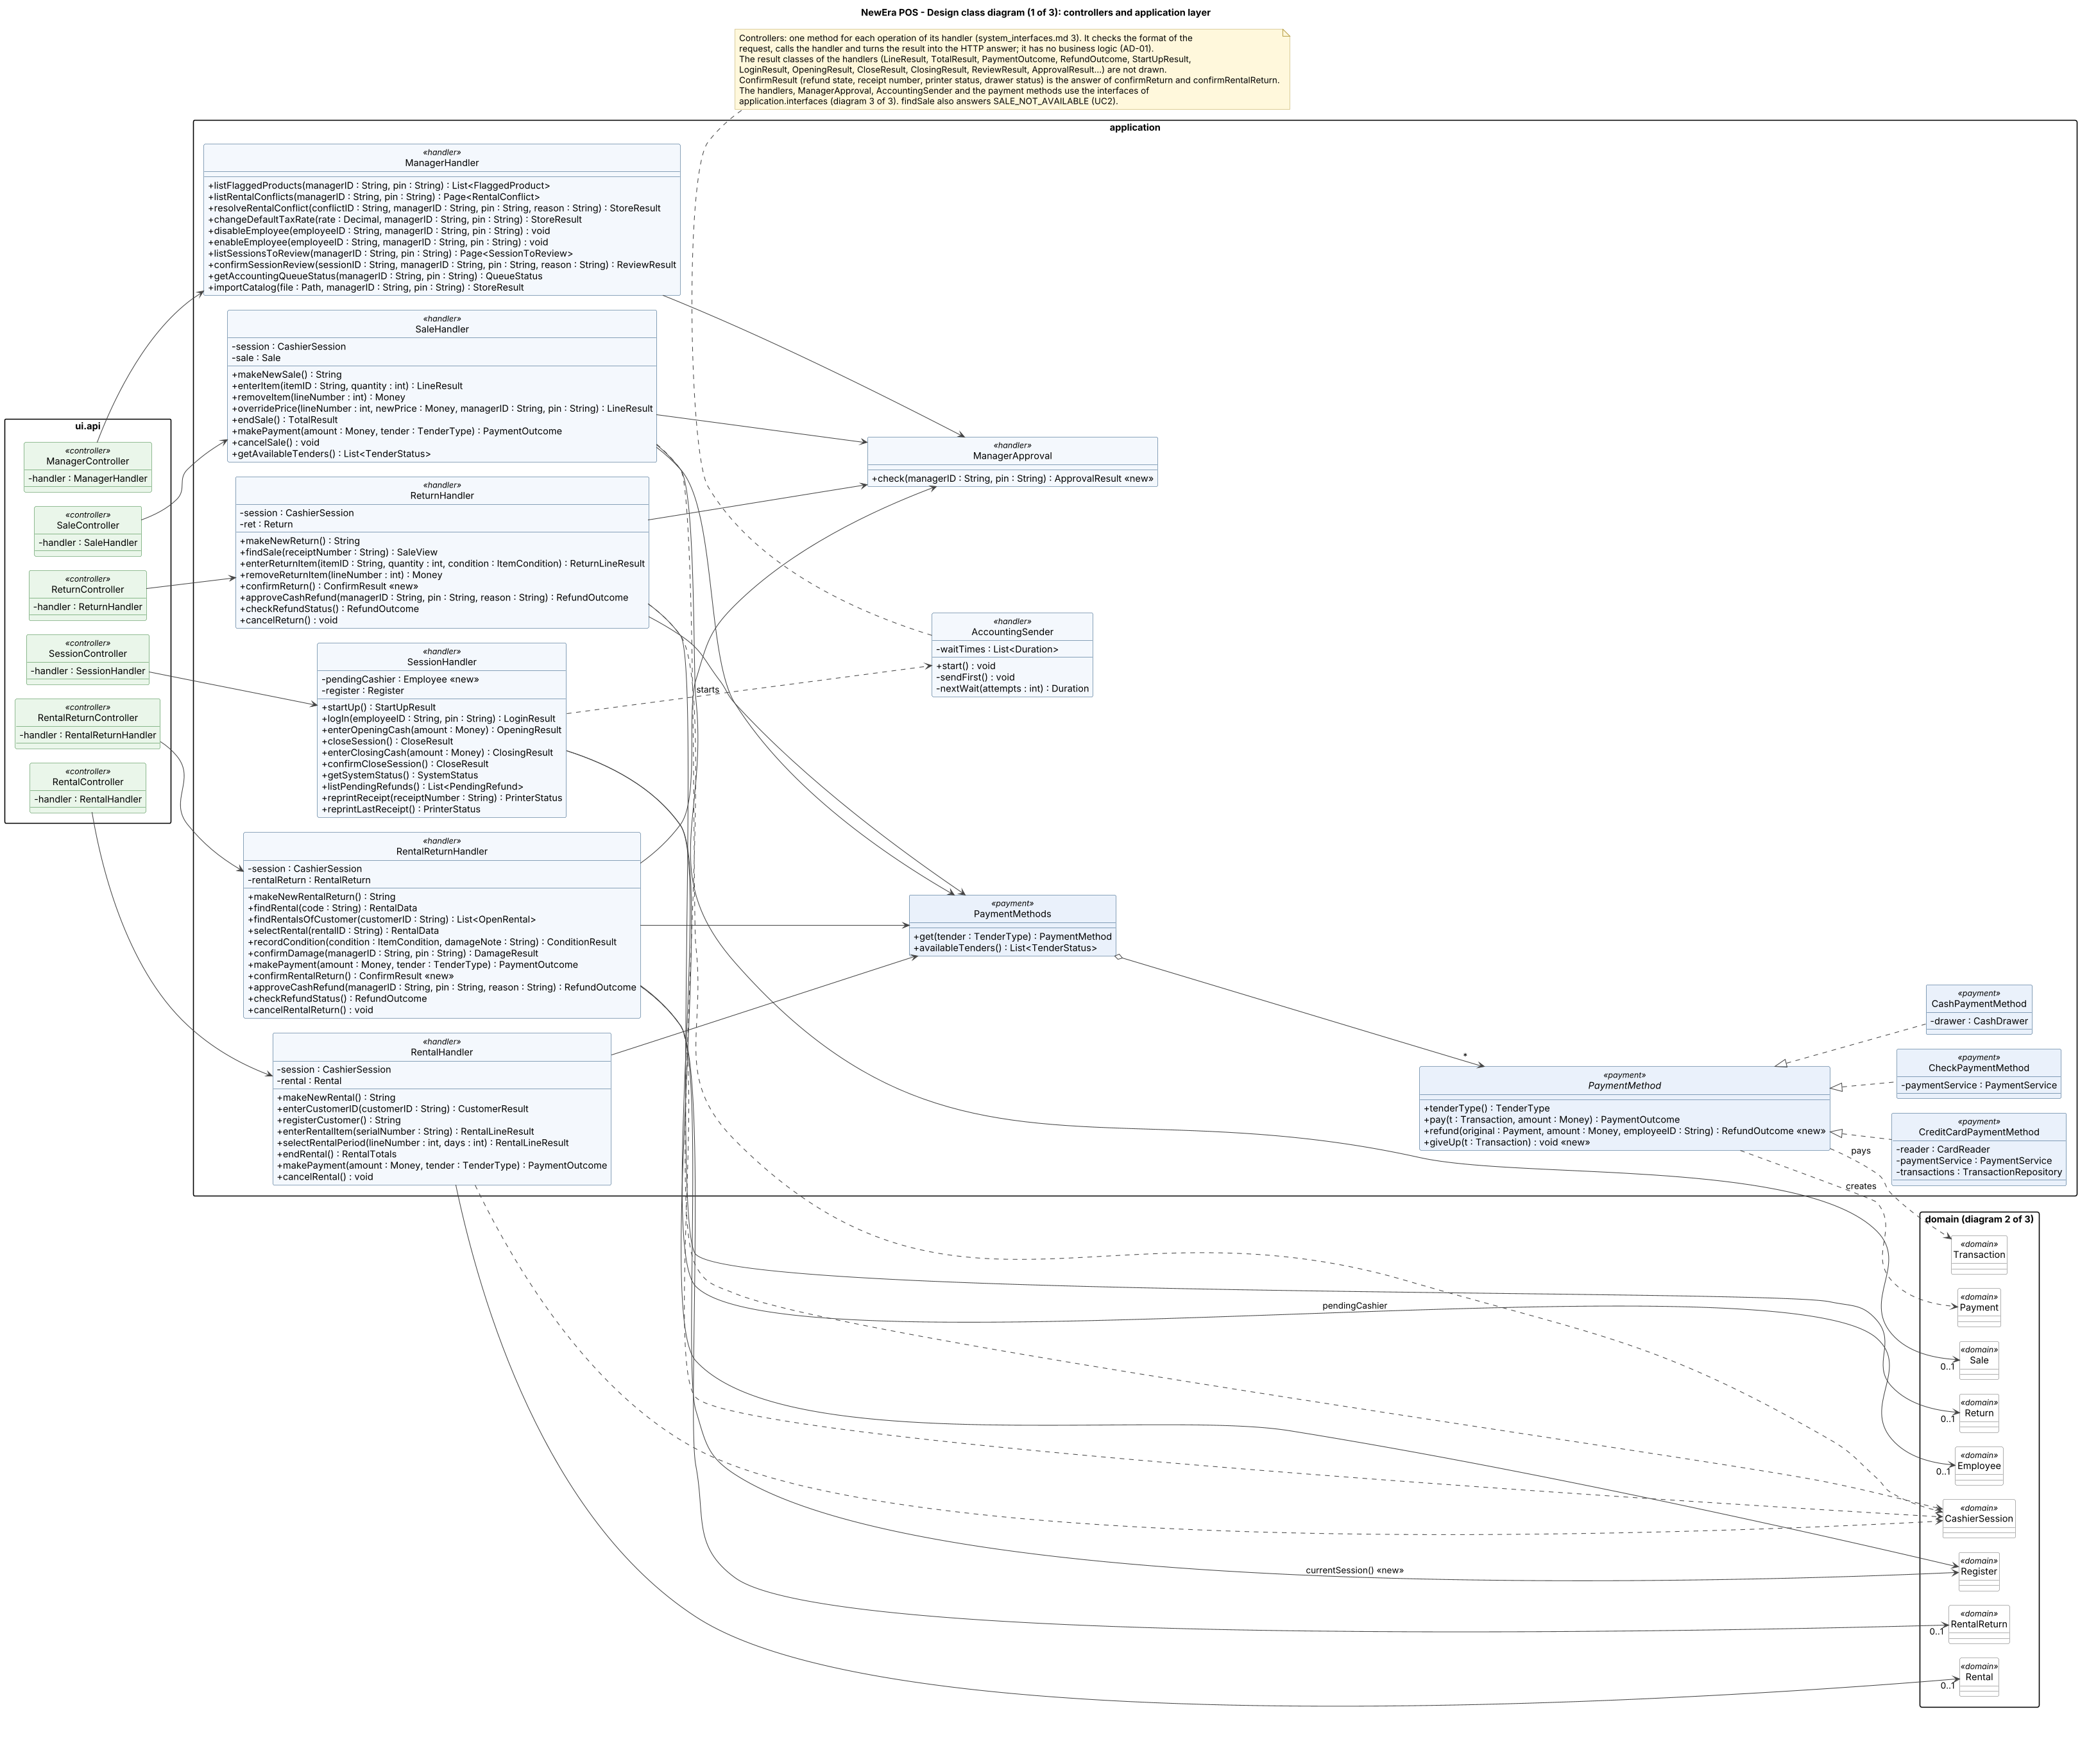 NewEra POS - Design class diagram (1 of 3): controllers and application layer
Controllers: one method for each operation of its handler (system_interfaces.md 3). It checks the format of the
request, calls the handler and turns the result into the HTTP answer; it has no business logic (AD-01).
The result classes of the handlers (LineResult, TotalResult, PaymentOutcome, RefundOutcome, StartUpResult,
LoginResult, OpeningResult, CloseResult, ClosingResult, ReviewResult, ApprovalResult...) are not drawn.
ConfirmResult (refund state, receipt number, printer status, drawer status) is the answer of confirmReturn and confirmRentalReturn.
The handlers, ManagerApproval, AccountingSender and the payment methods use the interfaces of
application.interfaces (diagram 3 of 3). findSale also answers SALE_NOT_AVAILABLE (UC2).
application
«handler»
ManagerHandler
+listFlaggedProducts(managerID : String, pin : String) : List<FlaggedProduct>
+listRentalConflicts(managerID : String, pin : String) : Page<RentalConflict>
+resolveRentalConflict(conflictID : String, managerID : String, pin : String, reason : String) : StoreResult
+changeDefaultTaxRate(rate : Decimal, managerID : String, pin : String) : StoreResult
+disableEmployee(employeeID : String, managerID : String, pin : String) : void
+enableEmployee(employeeID : String, managerID : String, pin : String) : void
+listSessionsToReview(managerID : String, pin : String) : Page<SessionToReview>
+confirmSessionReview(sessionID : String, managerID : String, pin : String, reason : String) : ReviewResult
+getAccountingQueueStatus(managerID : String, pin : String) : QueueStatus
+importCatalog(file : Path, managerID : String, pin : String) : StoreResult
«handler»
SaleHandler
-session : CashierSession
-sale : Sale
+makeNewSale() : String
+enterItem(itemID : String, quantity : int) : LineResult
+removeItem(lineNumber : int) : Money
+overridePrice(lineNumber : int, newPrice : Money, managerID : String, pin : String) : LineResult
+endSale() : TotalResult
+makePayment(amount : Money, tender : TenderType) : PaymentOutcome
+cancelSale() : void
+getAvailableTenders() : List<TenderStatus>
ui.api
«controller»
ManagerController
-handler : ManagerHandler
«controller»
SaleController
-handler : SaleHandler
«controller»
ReturnController
-handler : ReturnHandler
«controller»
SessionController
-handler : SessionHandler
«controller»
RentalReturnController
-handler : RentalReturnHandler
«controller»
RentalController
-handler : RentalHandler
«handler»
ManagerApproval
+check(managerID : String, pin : String) : ApprovalResult «new»
«handler»
ReturnHandler
-session : CashierSession
-ret : Return
+makeNewReturn() : String
+findSale(receiptNumber : String) : SaleView
+enterReturnItem(itemID : String, quantity : int, condition : ItemCondition) : ReturnLineResult
+removeReturnItem(lineNumber : int) : Money
+confirmReturn() : ConfirmResult «new»
+approveCashRefund(managerID : String, pin : String, reason : String) : RefundOutcome
+checkRefundStatus() : RefundOutcome
+cancelReturn() : void
«handler»
AccountingSender
-waitTimes : List<Duration>
+start() : void
-sendFirst() : void
-nextWait(attempts : int) : Duration
«handler»
SessionHandler
-pendingCashier : Employee «new»
-register : Register
+startUp() : StartUpResult
+logIn(employeeID : String, pin : String) : LoginResult
+enterOpeningCash(amount : Money) : OpeningResult
+closeSession() : CloseResult
+enterClosingCash(amount : Money) : ClosingResult
+confirmCloseSession() : CloseResult
+getSystemStatus() : SystemStatus
+listPendingRefunds() : List<PendingRefund>
+reprintReceipt(receiptNumber : String) : PrinterStatus
+reprintLastReceipt() : PrinterStatus
starts
«handler»
RentalReturnHandler
-session : CashierSession
-rentalReturn : RentalReturn
+makeNewRentalReturn() : String
+findRental(code : String) : RentalData
+findRentalsOfCustomer(customerID : String) : List<OpenRental>
+selectRental(rentalID : String) : RentalData
+recordCondition(condition : ItemCondition, damageNote : String) : ConditionResult
+confirmDamage(managerID : String, pin : String) : DamageResult
+makePayment(amount : Money, tender : TenderType) : PaymentOutcome
+confirmRentalReturn() : ConfirmResult «new»
+approveCashRefund(managerID : String, pin : String, reason : String) : RefundOutcome
+checkRefundStatus() : RefundOutcome
+cancelRentalReturn() : void
«payment»
PaymentMethods
+get(tender : TenderType) : PaymentMethod
+availableTenders() : List<TenderStatus>
«handler»
RentalHandler
-session : CashierSession
-rental : Rental
+makeNewRental() : String
+enterCustomerID(customerID : String) : CustomerResult
+registerCustomer() : String
+enterRentalItem(serialNumber : String) : RentalLineResult
+selectRentalPeriod(lineNumber : int, days : int) : RentalLineResult
+endRental() : RentalTotals
+makePayment(amount : Money, tender : TenderType) : PaymentOutcome
+cancelRental() : void
*
«payment»
PaymentMethod
+tenderType() : TenderType
+pay(t : Transaction, amount : Money) : PaymentOutcome
+refund(original : Payment, amount : Money, employeeID : String) : RefundOutcome «new»
+giveUp(t : Transaction) : void «new»
«payment»
CashPaymentMethod
-drawer : CashDrawer
«payment»
CheckPaymentMethod
-paymentService : PaymentService
«payment»
CreditCardPaymentMethod
-reader : CardReader
-paymentService : PaymentService
-transactions : TransactionRepository
pays
creates
domain (diagram 2 of 3)
«domain»
Transaction
«domain»
Payment
pendingCashier
«domain»
Sale
0..1
«domain»
Return
0..1
«domain»
Employee
0..1
«domain»
CashierSession
«domain»
Register
currentSession() «new»
«domain»
RentalReturn
0..1
«domain»
Rental
0..1